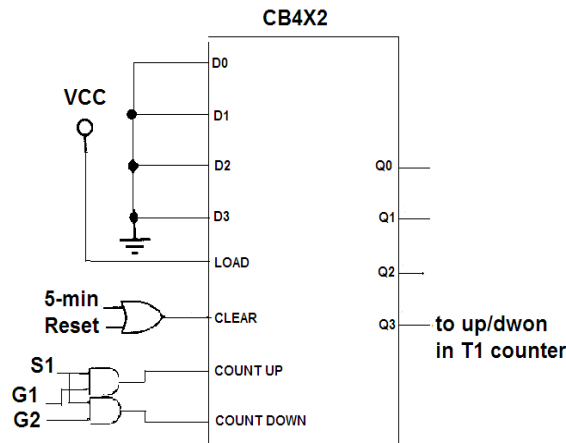 CB4X2
D0
VCC
D1
D2
Q0
D3
Q1
LOAD
Q2
5-min
CLEAR
Reset
Q3
to up/dwon
in T1 counter
S1
COUNT UP
G1
G2
COUNT DOWN